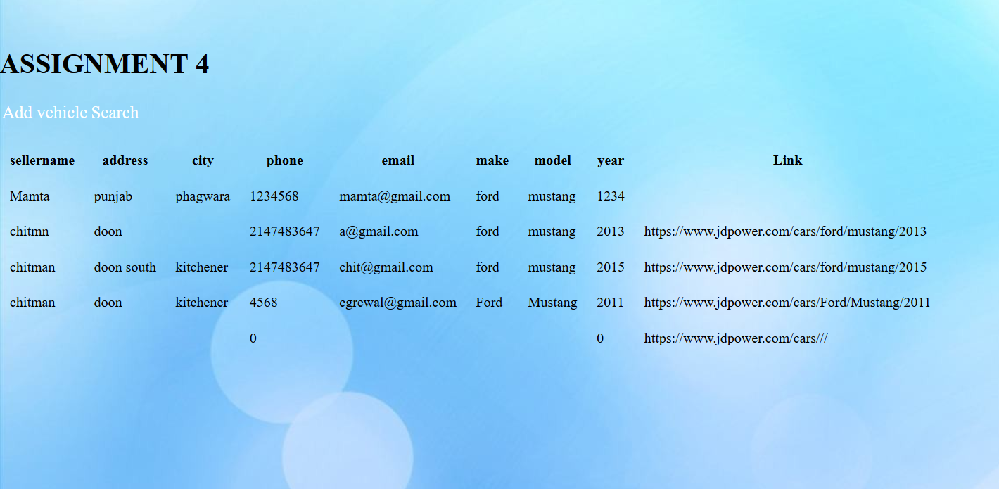 ASSIGNMENT 4
Add vehicle Search
sellername address city phone email make model year Link
Mamta punjab phagwara 1234568 mamta@gmail.com ford mustang 1234
chitmn doon 2147483647 a@gmail.com ford mustang 2013 https://www.jdpower.com/cars/ford/mustang/2013
chitman doon south kitchener 2147483647 chit@gmail.com ford mustang 2015 https://www.jdpower.com/cars/ford/mustang/2015
chitman doon kitchener 4568 cgrewal@gmail.com Ford Mustang 2011 https://www.jdpower.com/cars/Ford/Mustang/2011
0 0 https://www.jdpower.com/cars///